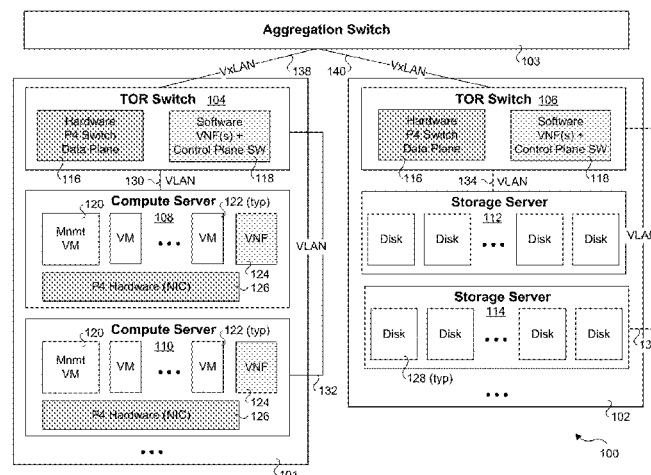 Aggregation Switch
103
VxLAN
138
140
VxLAN
TOR Switch 104
Hardware
P4 Switch
Data Plane
Software
VNF(s) +
Control Plane SW
116
118
130
VLAN
Compute Server
108
120
122 (typ)
Mnmt
VM
VM
VM
VNF
124
P4 Hardware (NIC)
126
VLAN
Compute Server
110
120
122 (typ)
Mnmt
VM
VM
VM
VNF
124
132
P4 Hardware (NIC)
126
TOR Switch 106
Hardware
P4 Switch
Data Plane
Software
VNF(s) +
Control Plane SW
116
118
134
VLAN
Storage Server
112
Disk
Disk
Disk
Disk
VLA
Storage Server
114
Disk
Disk
Disk
Disk
13
128 (typ)
102
100